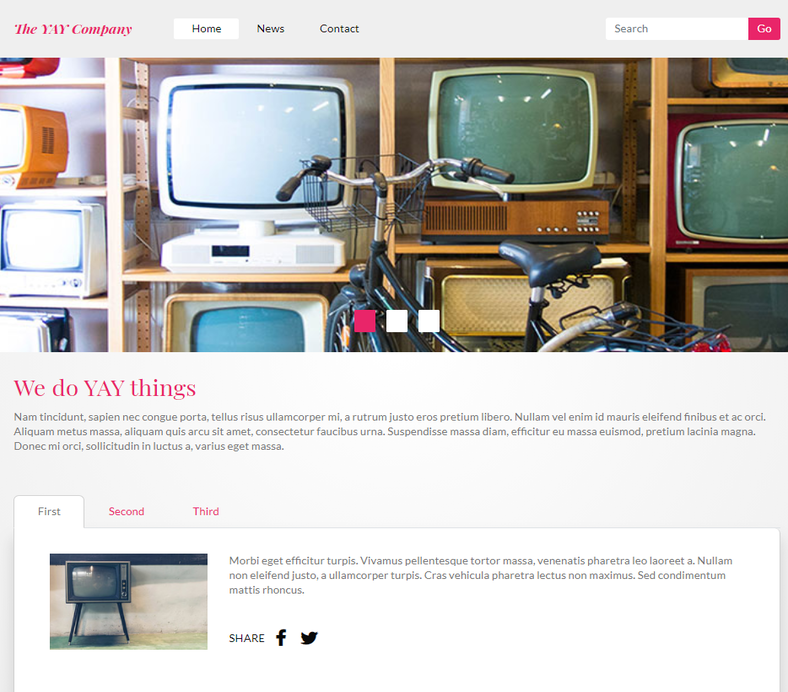 The YAY Company
Home
News
Contact
Search
Go
We do YAY things
Nam tincidunt, sapien nec congue porta, tellus risus ullamcorper mi, a rutrum justo eros pretium libero. Nullam vel enim id mauris eleifend finibus et ac orci.
Aliquam metus massa, aliquam quis arcu sit amet, consectetur faucibus urna. Suspendisse massa diam, efficitur eu massa euismod, pretium lacinia magna.
Donec mi orci, sollicitudin in luctus a, varius eget massa.
First
Second
Third
Morbi eget efficitur turpis. Vivamus pellentesque tortor massa, venenatis pharetra leo laoreet a. Nullam
non eleifend justo, a ullamcorper turpis. Cras vehicula pharetra lectus non maximus. Sed condimentum
mattis rhoncus.
SHARE